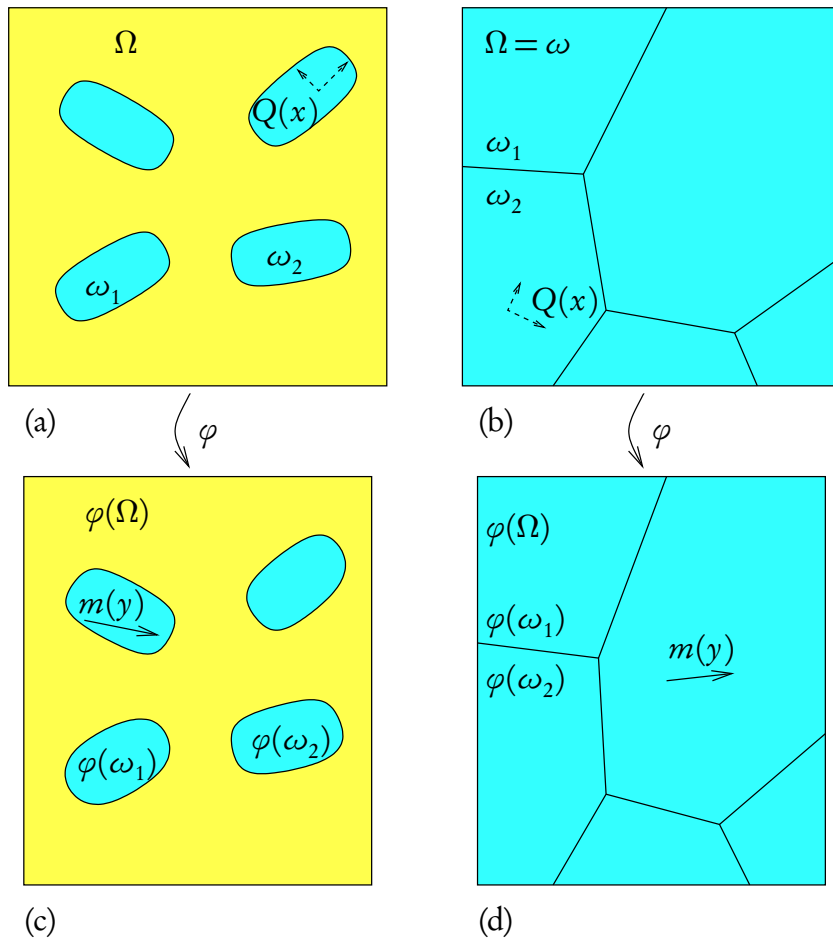 Ω
Q(x)
ω₁
ω₂
(a)
φ
Ω = ω
ω₁
ω₂
Q(x)
(b)
φ
φ(Ω)
m(y)
φ(ω₁)
φ(ω₂)
(c)
φ(Ω)
φ(ω₁)
φ(ω₂)
m(y)
(d)